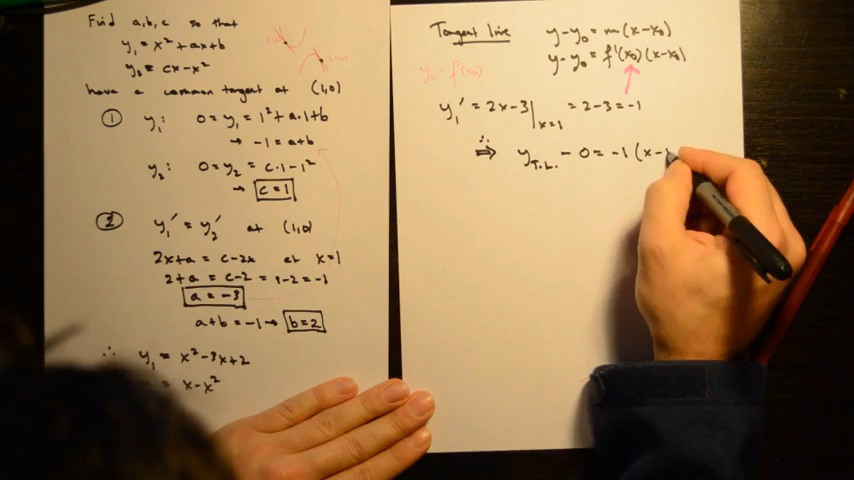 Find a,b,c so that
y₁ = x² + ax + b
y₂ = cx - x²
have a common tangent at (1,0)
① y₁: 0 = y₁ = 1² + a·1 + b
→ -1 = a+b
y₂: 0 = y₂ = c·1 - 1²
→ c = 1
② y₁' = y₂' at (1,0)
2x+a = c-2x at x=1
2+a = c-2 = 1-2 = -1
a = -3
a+b = -1 → b=2
∴ y₁ = x² - 3x + 2
= x - x²
Tangent line y-y₀ = m(x-x₀)
y-y₀ = f'(x₀)(x-x₀)
y₀ = f(x₀)
y₁' = 2x-3 |ₓ₌₁ = 2-3 = -1
∴
⇒ y_T.L. - 0 = -1 (x-1